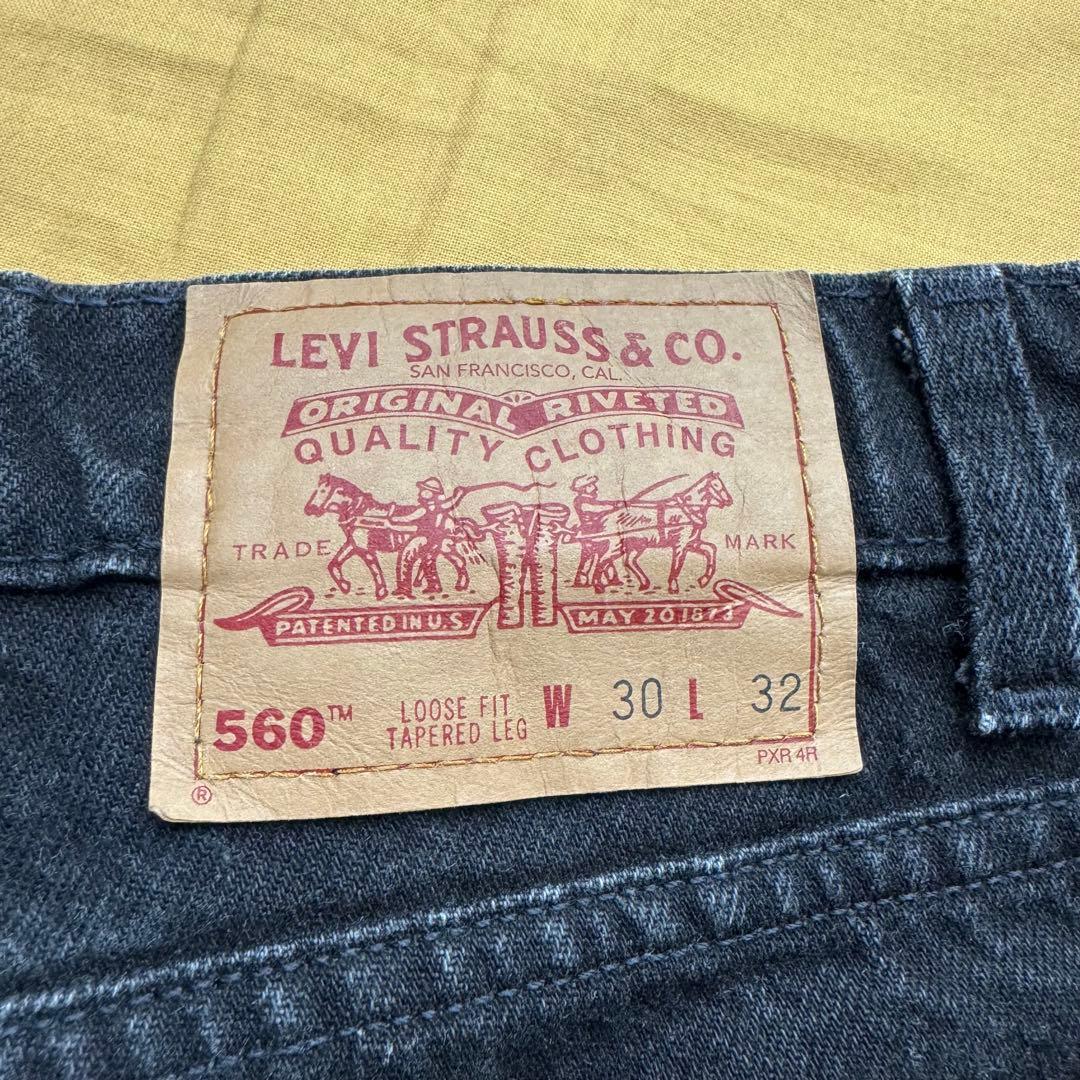 LEVI STRAUSS & CO.
SAN FRANCISCO, CAL.
ORIGINAL RIVETED
QUALITY CLOTHING
TRADE MARK
PATENTED IN U.S. MAY 20 1873
560™ LOOSE FIT TAPERED LEG W 30 L 32
PXR 4R
®